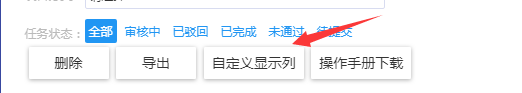 任务状态： 全部 审核中 已驳回 已完成 未通过 待提交
删除 导出 自定义显示列 操作手册下载